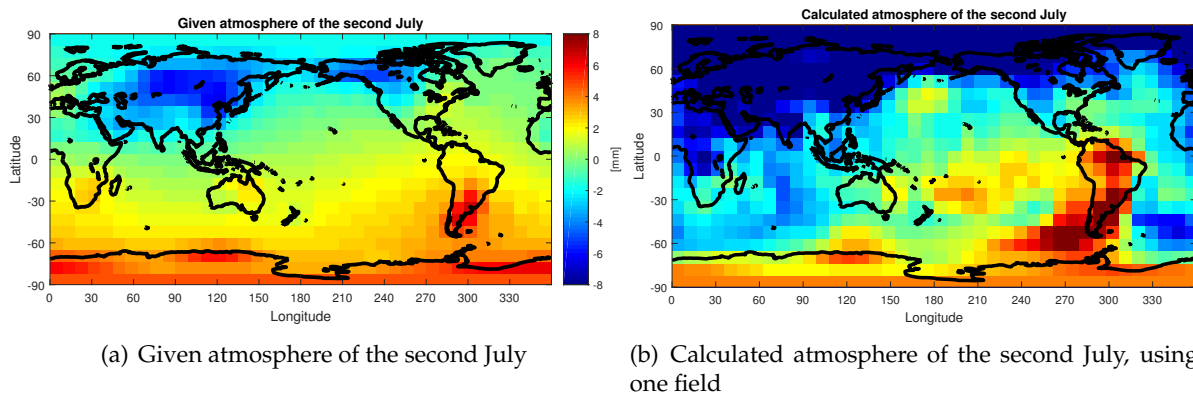 Given atmosphere of the second July
90
60
30
0
-30
-60
-90
Latitude
0 30 60 90 120 150 180 210 240 270 300 330
Longitude
8
6
4
2
0
-2
-4
-6
-8
[mm]
Calculated atmosphere of the second July
90
60
30
0
-30
-60
-90
Latitude
0 30 60 90 120 150 180 210 240 270 300 330
Longitude
(a) Given atmosphere of the second July
(b) Calculated atmosphere of the second July, using
one field